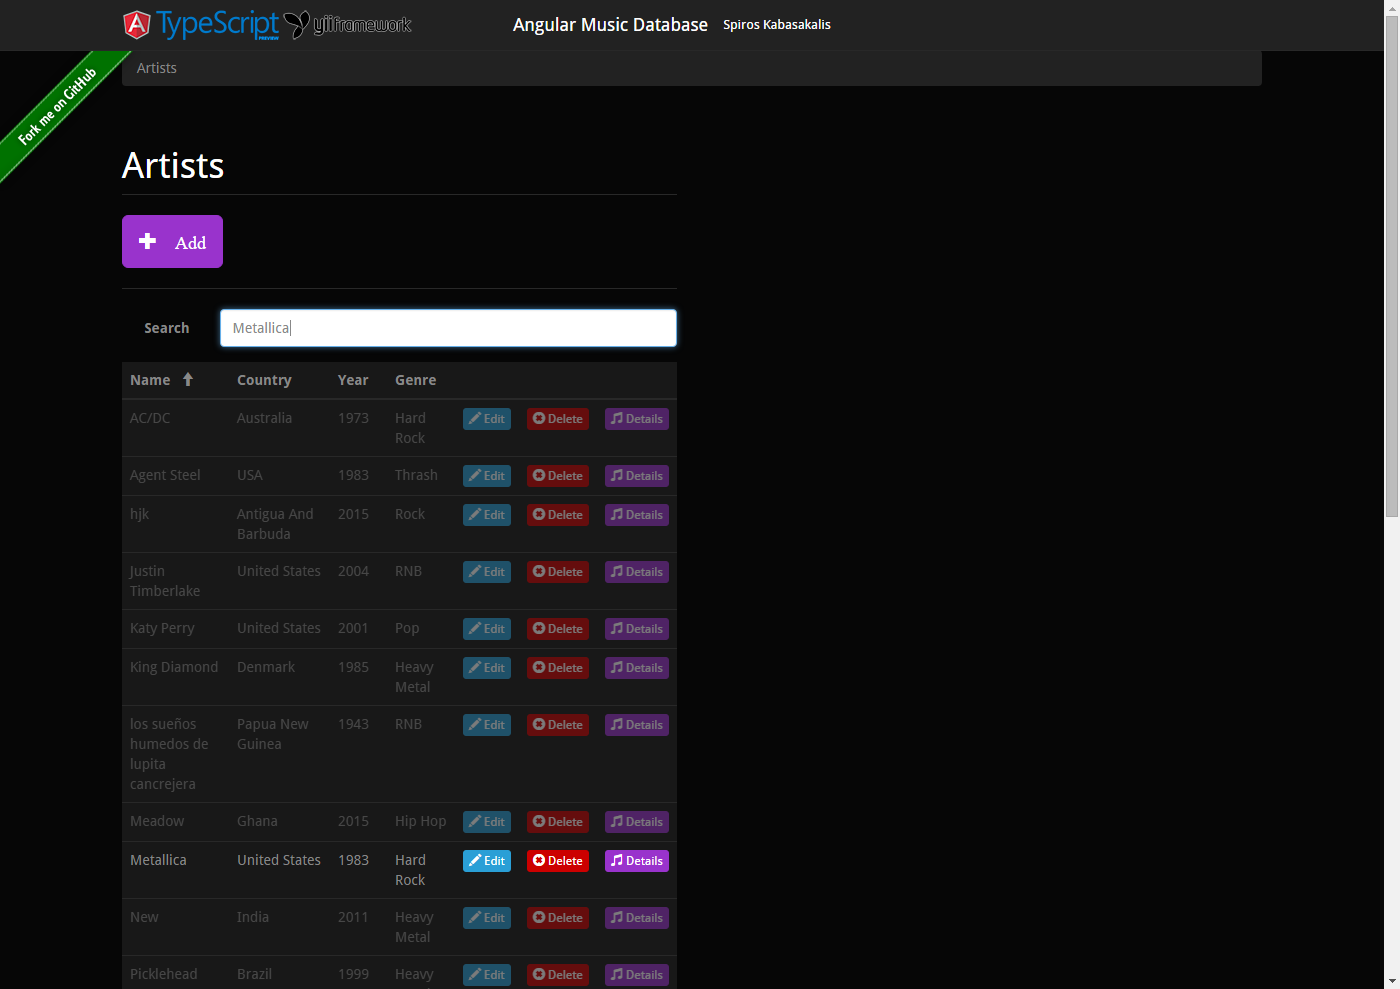 TypeScript PREVIEW yiiframework Angular Music Database Spiros Kabasakalis
Fork me on GitHub
Artists
Artists
Add
Search Metallica
Name Country Year Genre
AC/DC Australia 1973 Hard Edit Delete Details
Rock
Agent Steel USA 1983 Thrash Edit Delete Details
hjk Antigua And 2015 Rock Edit Delete Details
Barbuda
Justin United States 2004 RNB Edit Delete Details
Timberlake
Katy Perry United States 2001 Pop Edit Delete Details
King Diamond Denmark 1985 Heavy Edit Delete Details
Metal
los sueños Papua New 1943 RNB Edit Delete Details
humedos de Guinea
lupita
cancrejera
Meadow Ghana 2015 Hip Hop Edit Delete Details
Metallica United States 1983 Hard Edit Delete Details
Rock
New India 2011 Heavy Edit Delete Details
Metal
Picklehead Brazil 1999 Heavy Edit Delete Details